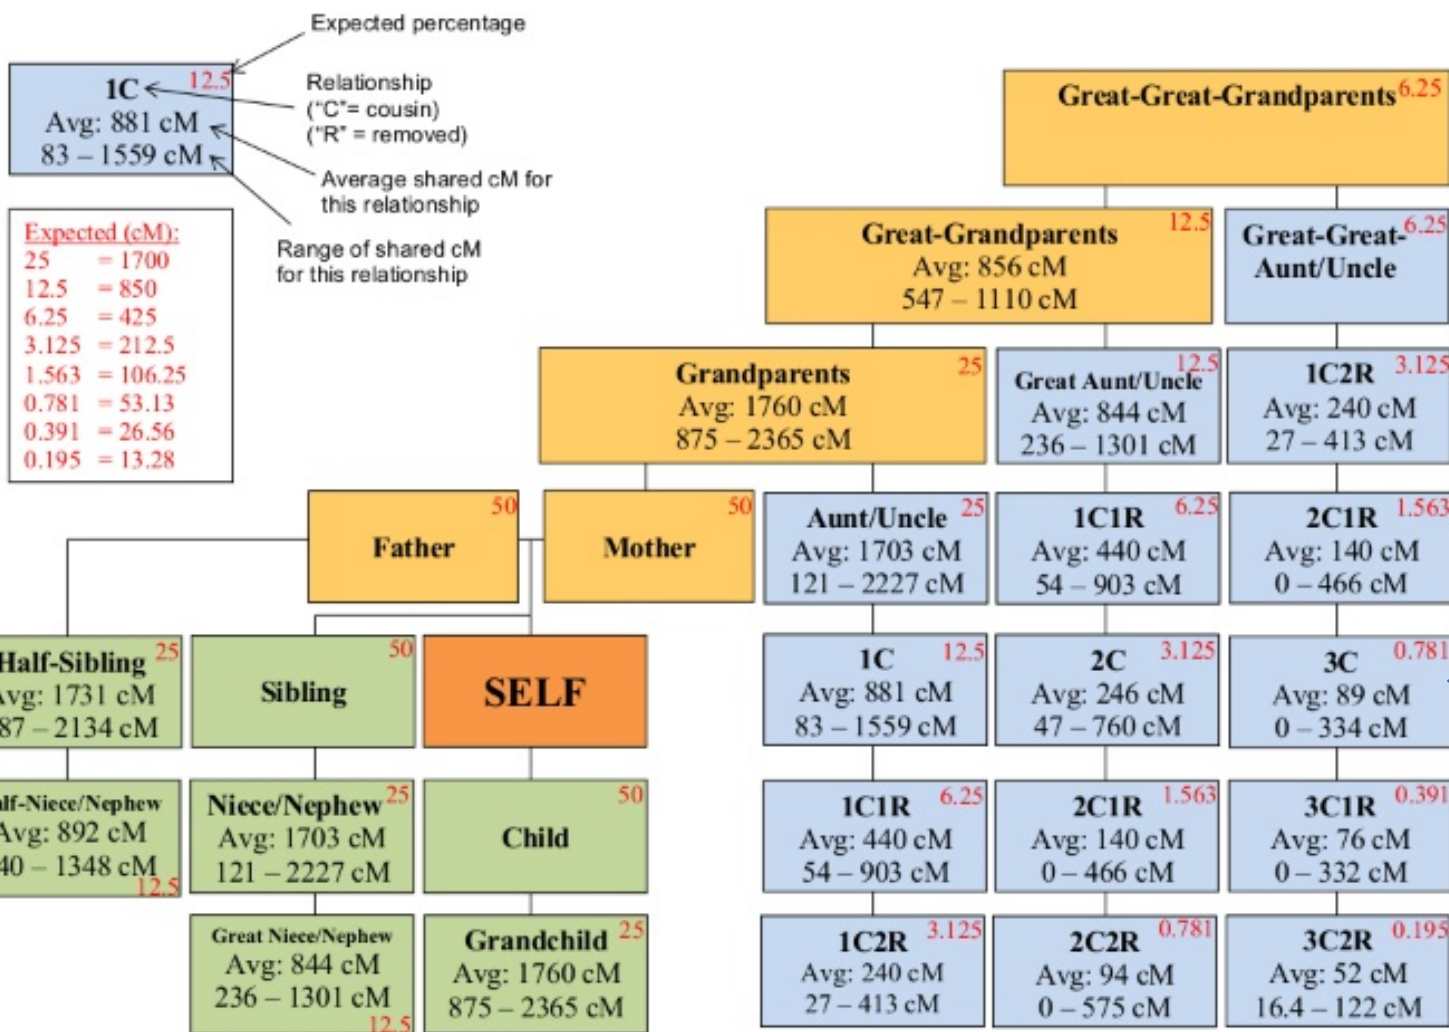 Expected percentage
1C 12.5
Avg: 881 cM
83 – 1559 cM
Relationship
("C"= cousin)
("R" = removed)
Average shared cM for
this relationship
Range of shared cM
for this relationship
Expected (cM):
25 = 1700
12.5 = 850
6.25 = 425
3.125 = 212.5
1.563 = 106.25
0.781 = 53.13
0.391 = 26.56
0.195 = 13.28
Great-Great-Grandparents 6.25
Great-Grandparents 12.5
Avg: 856 cM
547 – 1110 cM
Great-Great- 6.25
Aunt/Uncle
Grandparents 25
Avg: 1760 cM
875 – 2365 cM
Great Aunt/Uncle 12.5
Avg: 844 cM
236 – 1301 cM
1C2R 3.125
Avg: 240 cM
27 – 413 cM
Father 50
Mother 50
Aunt/Uncle 25
Avg: 1703 cM
121 – 2227 cM
1C1R 6.25
Avg: 440 cM
54 – 903 cM
2C1R 1.563
Avg: 140 cM
0 – 466 cM
Half-Sibling 25
Avg: 1731 cM
87 – 2134 cM
Sibling 50
SELF
1C 12.5
Avg: 881 cM
83 – 1559 cM
2C 3.125
Avg: 246 cM
47 – 760 cM
3C 0.781
Avg: 89 cM
0 – 334 cM
alf-Niece/Nephew
Avg: 892 cM
40 – 1348 cM
12.5
Niece/Nephew 25
Avg: 1703 cM
121 – 2227 cM
Child 50
1C1R 6.25
Avg: 440 cM
54 – 903 cM
2C1R 1.563
Avg: 140 cM
0 – 466 cM
3C1R 0.391
Avg: 76 cM
0 – 332 cM
Great Niece/Nephew
Avg: 844 cM
236 – 1301 cM
12.5
Grandchild 25
Avg: 1760 cM
875 – 2365 cM
1C2R 3.125
Avg: 240 cM
27 – 413 cM
2C2R 0.781
Avg: 94 cM
0 – 575 cM
3C2R 0.195
Avg: 52 cM
16.4 – 122 cM